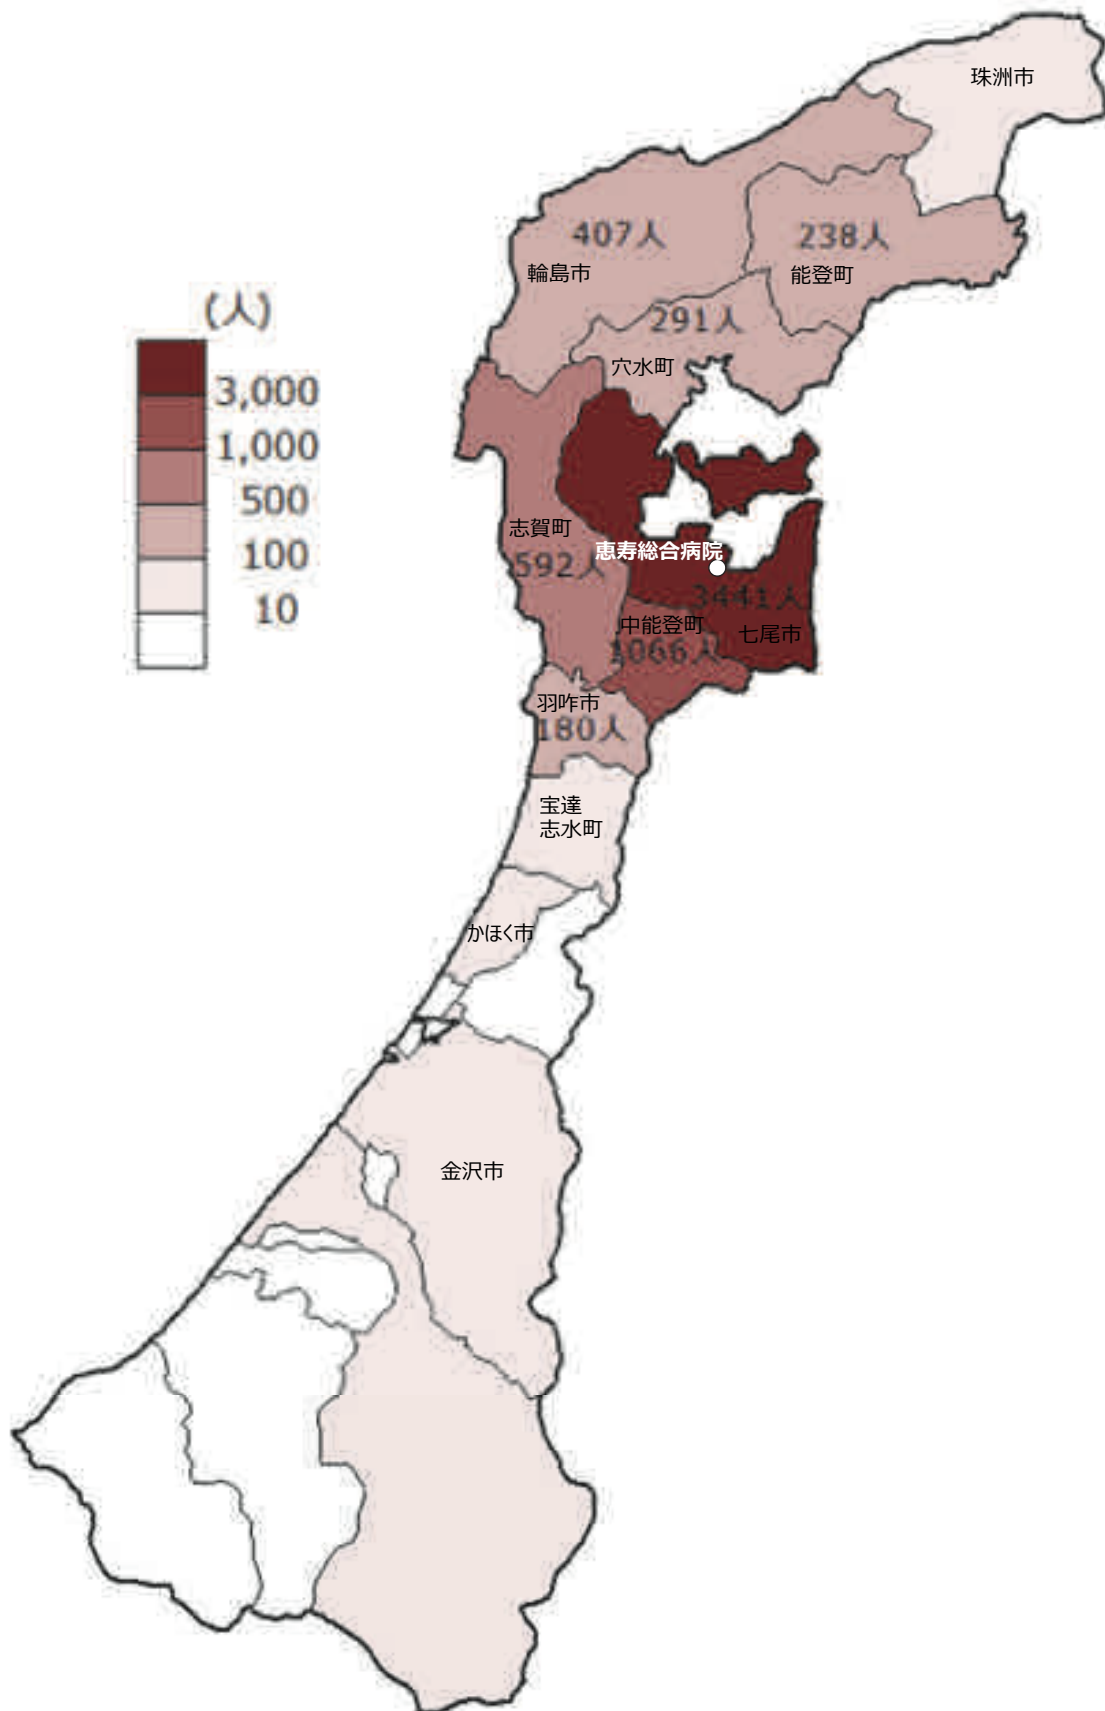 珠洲市
407人
238人
輪島市
能登町
(人)
291人
穴水町
3,000
1,000
500
100
10
志賀町
恵寿総合病院
592人
3441人
中能登町
七尾市
1066人
羽咋市
180人
宝達
志水町
かほく市
金沢市